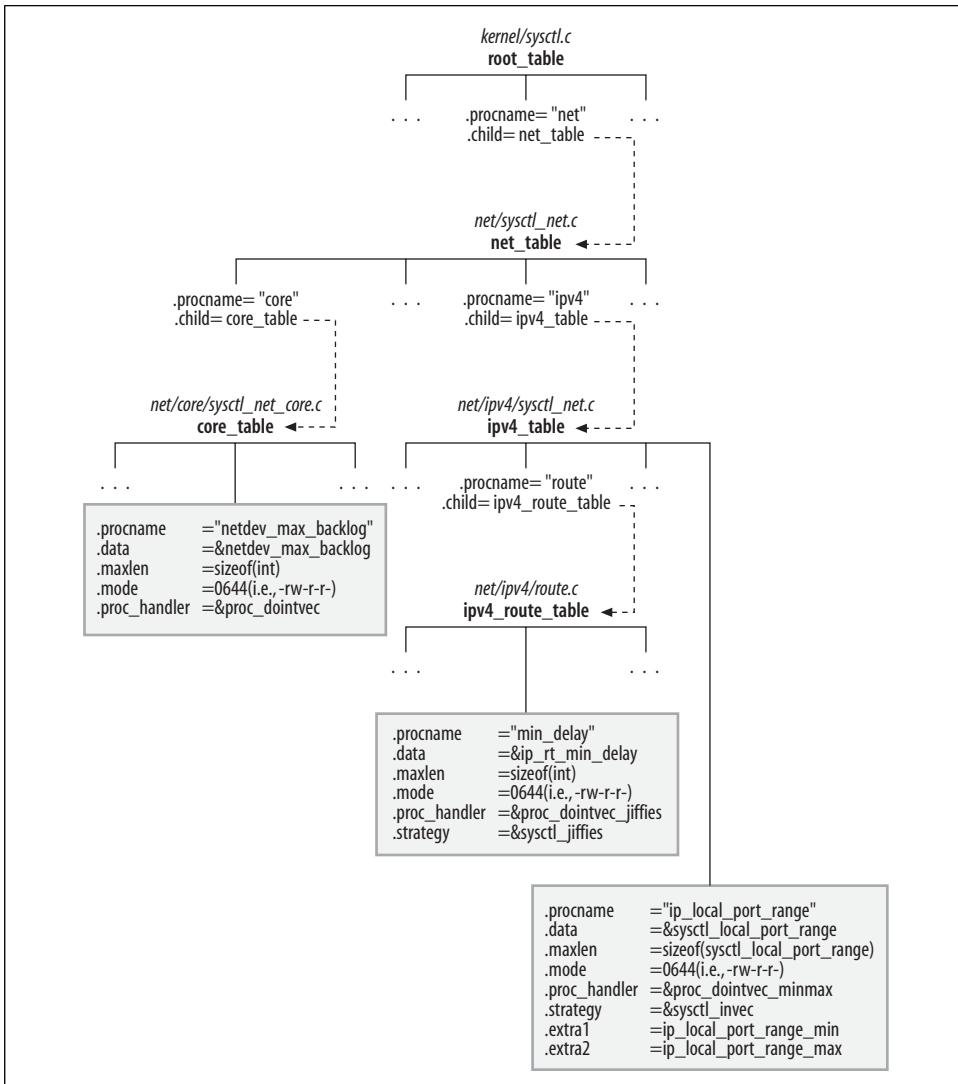 kernel/sysctl.c
root_table
. . .
.procname= "net"
.child= net_table
. . .
net/sysctl_net.c
net_table
.procname= "core"
.child= core_table
. . .
.procname= "ipv4"
.child= ipv4_table
. . .
net/core/sysctl_net_core.c
core_table
net/ipv4/sysctl_net.c
ipv4_table
. . .
. . .
. . .
.procname= "route"
.child= ipv4_route_table
. . .
.procname ="netdev_max_backlog"
.data =&netdev_max_backlog
.maxlen =sizeof(int)
.mode =0644(i.e.,-rw-r-r-)
.proc_handler =&proc_dointvec
net/ipv4/route.c
ipv4_route_table
. . .
. . .
.procname ="min_delay"
.data =&ip_rt_min_delay
.maxlen =sizeof(int)
.mode =0644(i.e.,-rw-r-r-)
.proc_handler =&proc_dointvec_jiffies
.strategy =&sysctl_jiffies
.procname ="ip_local_port_range"
.data =&sysctl_local_port_range
.maxlen =sizeof(sysctl_local_port_range)
.mode =0644(i.e.,-rw-r-r-)
.proc_handler =&proc_dointvec_minmax
.strategy =&sysctl_invec
.extra1 =ip_local_port_range_min
.extra2 =ip_local_port_range_max